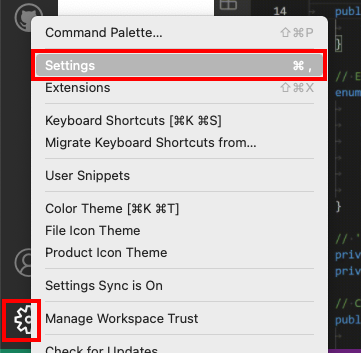 14
publ
Command Palette... ⇧⌘P
}
Settings ⌘ ,
// E
Extensions ⇧⌘X
enum
Keyboard Shortcuts [⌘K ⌘S]
Migrate Keyboard Shortcuts from...
User Snippets
Color Theme [⌘K ⌘T]
}
File Icon Theme
// '
Product Icon Theme
priv
priv
Settings Sync is On
// C
Manage Workspace Trust
publ
Check for Updates